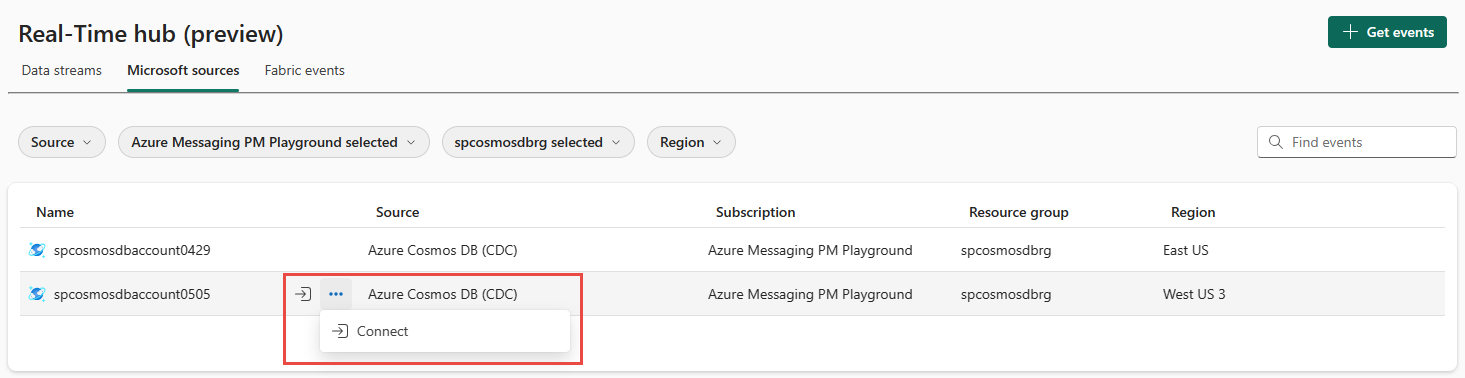 Real-Time hub (preview)
Get events
Data streams Microsoft sources Fabric events
Source Azure Messaging PM Playground selected spcosmosdbrg selected Region Find events
Name Source Subscription Resource group Region
spcosmosdbaccount0429 Azure Cosmos DB (CDC) Azure Messaging PM Playground spcosmosdbrg East US
spcosmosdbaccount0505 Azure Cosmos DB (CDC) Azure Messaging PM Playground spcosmosdbrg West US 3
Connect